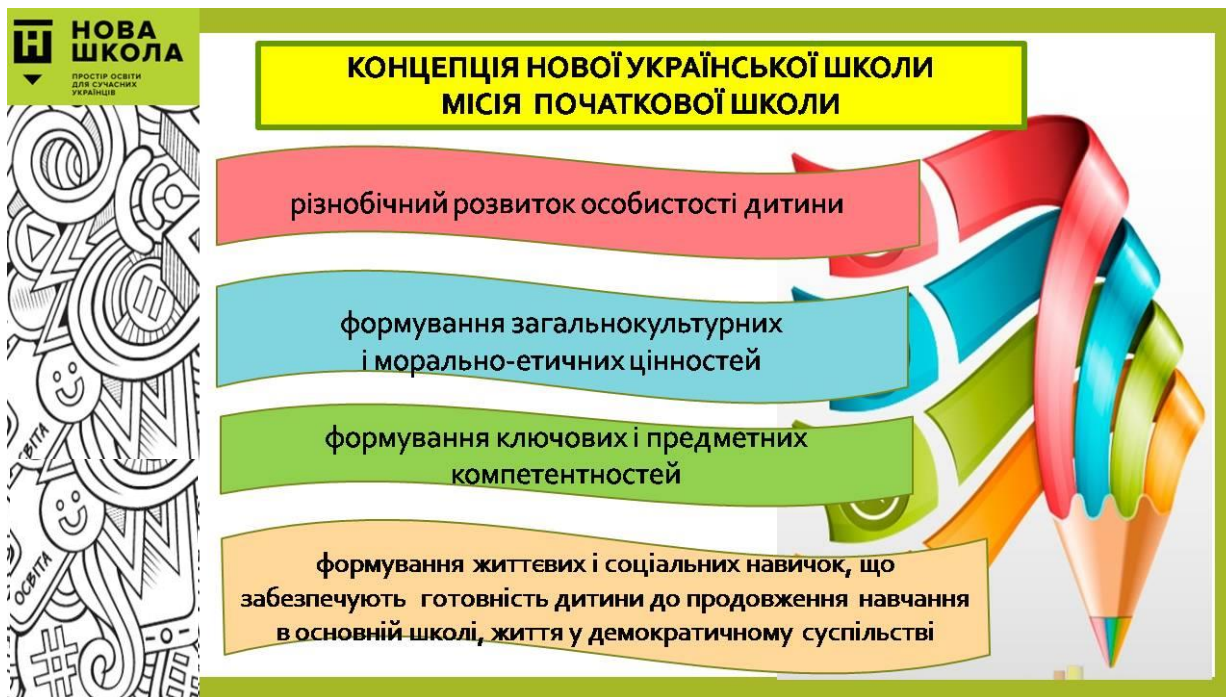 НОВА
ШКОЛА
ПРОСТІР ОСВІТИ
ДЛЯ СУЧАСНИХ
УКРАЇНЦІВ
КОНЦЕПЦІЯ НОВОЇ УКРАЇНСЬКОЇ ШКОЛИ
МІСІЯ ПОЧАТКОВОЇ ШКОЛИ
різнобічний розвиток особистості дитини
формування загальнокультурних
і морально-етичних цінностей
формування ключових і предметних
компетентностей
формування життєвих і соціальних навичок, що
забезпечують готовність дитини до продовження навчання
в основній школі, життя у демократичному суспільстві
ОСВІТА